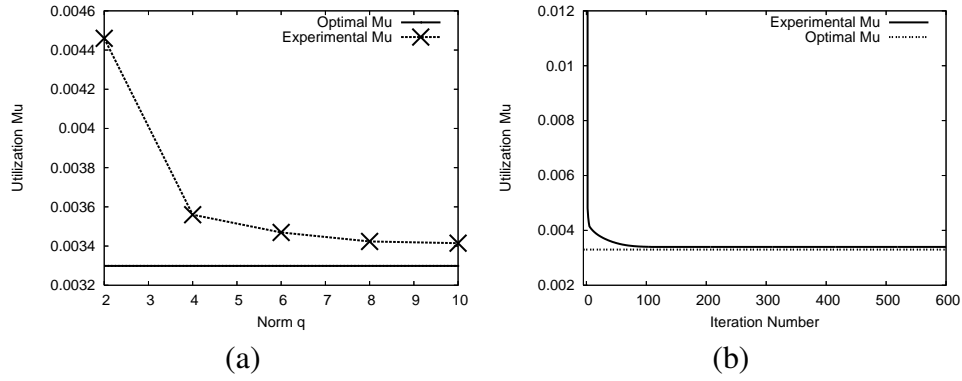 Optimal Mu
Experimental Mu
0.0046
0.0044
0.0042
0.004
0.0038
0.0036
0.0034
0.0032
Utilization Mu
2 3 4 5 6 7 8 9 10
Norm q
(a)
Experimental Mu
Optimal Mu
0.012
0.01
0.008
0.006
0.004
0.002
Utilization Mu
0 100 200 300 400 500 600
Iteration Number
(b)